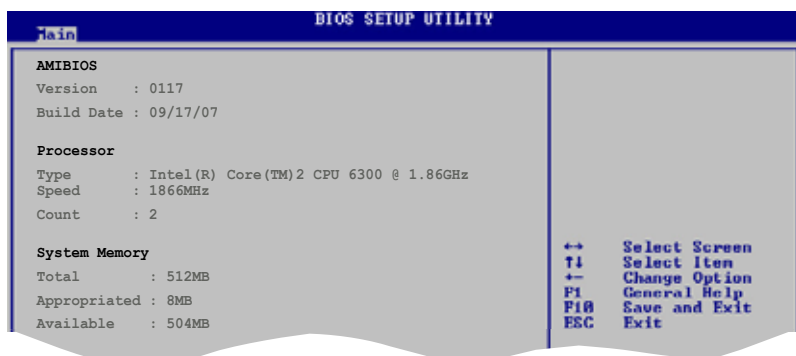 BIOS SETUP UTILITY
Main
AMIBIOS
Version : 0117
Build Date : 09/17/07
Processor
Type : Intel(R) Core(TM)2 CPU 6300 @ 1.86GHz
Speed : 1866MHz
Count : 2
System Memory
Total : 512MB
Appropriated : 8MB
Available : 504MB
↔ Select Screen
↑↓ Select Item
+- Change Option
F1 General Help
F10 Save and Exit
ESC Exit